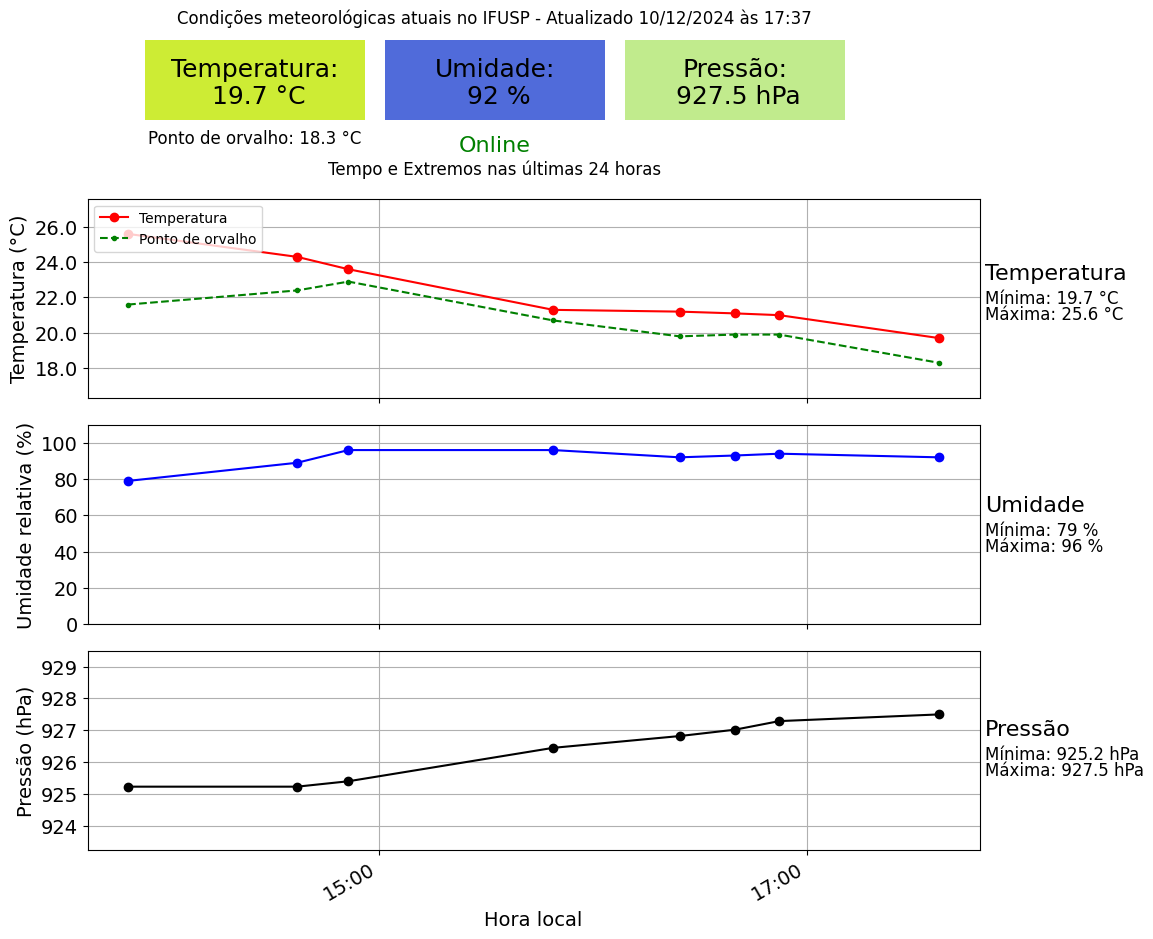 Condições meteorológicas atuais no IFUSP - Atualizado 10/12/2024 às 17:37
Temperatura:
19.7 °C
Umidade:
92 %
Pressão:
927.5 hPa
Ponto de orvalho: 18.3 °C
Online
Tempo e Extremos nas últimas 24 horas
Temperatura (°C)
26.0
24.0
22.0
20.0
18.0
Temperatura
Ponto de orvalho
Temperatura
Mínima: 19.7 °C
Máxima: 25.6 °C
Umidade relativa (%)
100
80
60
40
20
0
Umidade
Mínima: 79 %
Máxima: 96 %
Pressão (hPa)
929
928
927
926
925
924
Pressão
Mínima: 925.2 hPa
Máxima: 927.5 hPa
15:00
17:00
Hora local